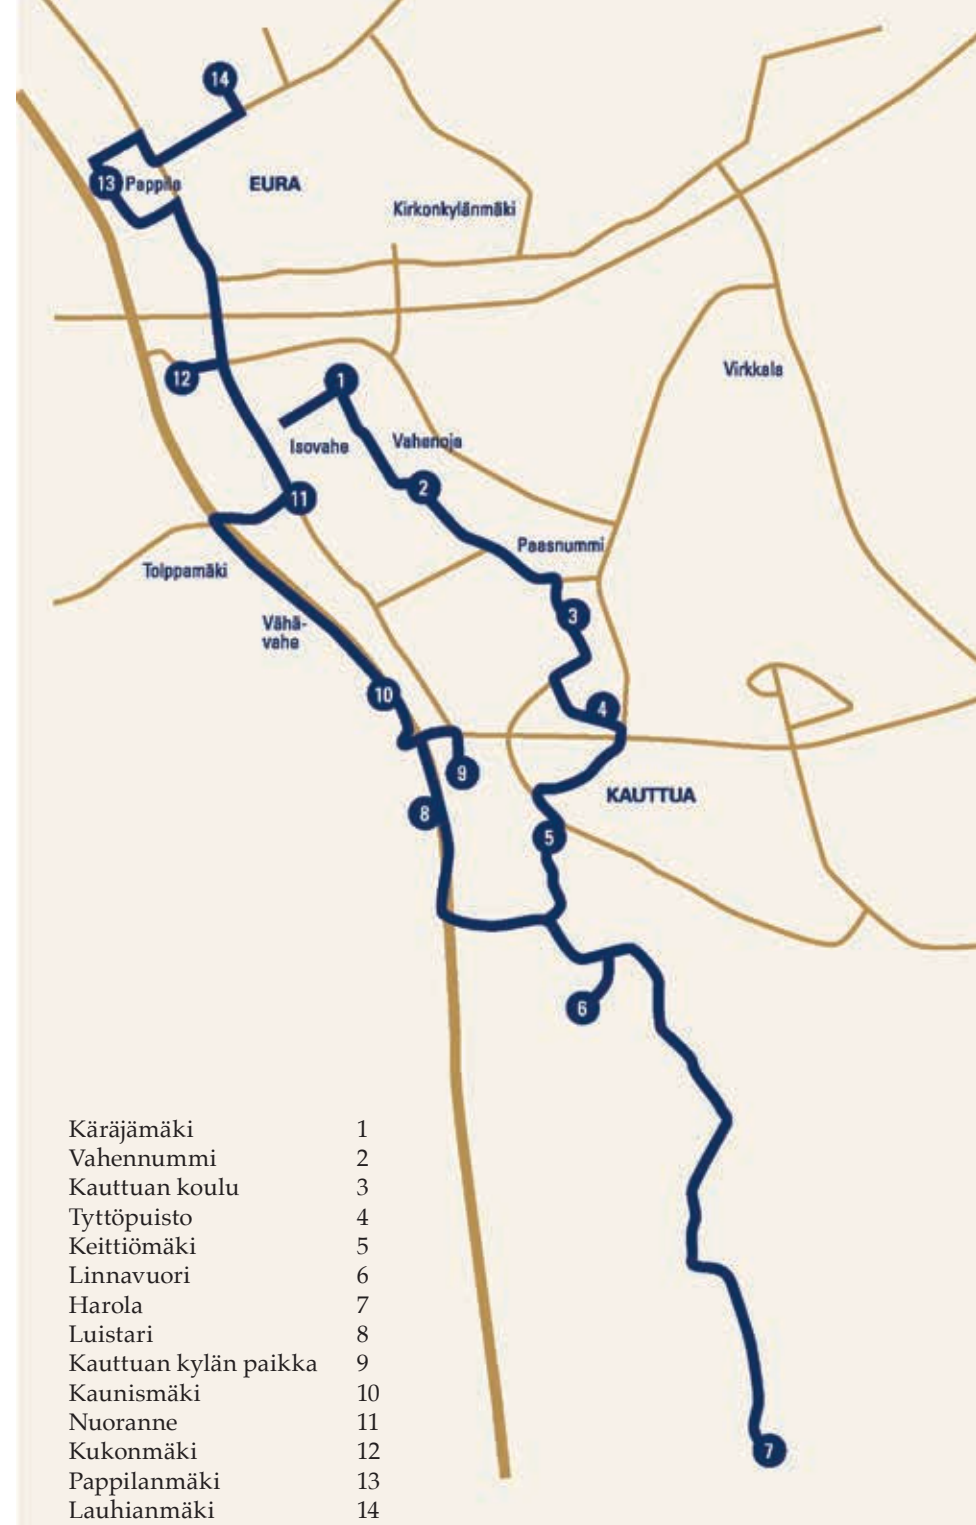 14
13 Pappila
EURA
Kirkonkylänmäki
12
1
Virkkala
Isovahe
Vahenoja
2
11
Paasnummi
Tolppamäki
3
Vähä-
vahe
10
4
9
KAUTTUA
8
5
6
Käräjämäki 1
Vahennummi 2
Kauttuan koulu 3
Tyttöpuisto 4
Keittiömäki 5
Linnavuori 6
Harola 7
Luistari 8
Kauttuan kylän paikka 9
Kaunismäki 10
Nuoranne 11
Kukonmäki 12
7
Pappilanmäki 13
Lauhianmäki 14